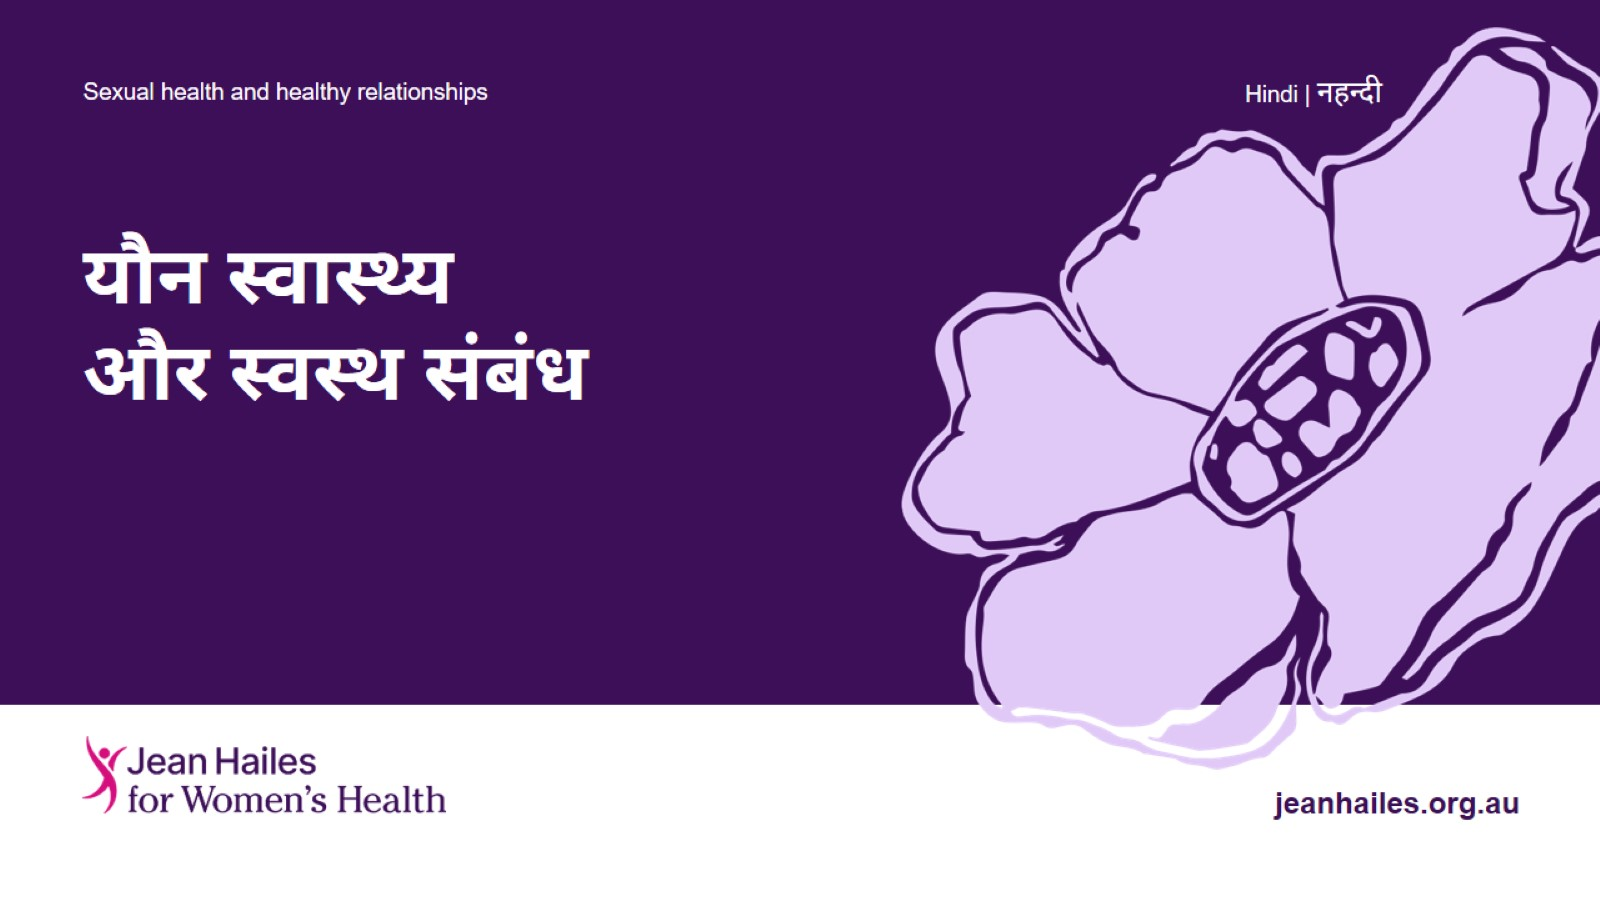 Sexual health and healthy relationships
Hindi | नहन्दी
यौन स्वास्थ्य
और स्वस्थ संबंध
Jean Hailes
for Women's Health
jeanhailes.org.au